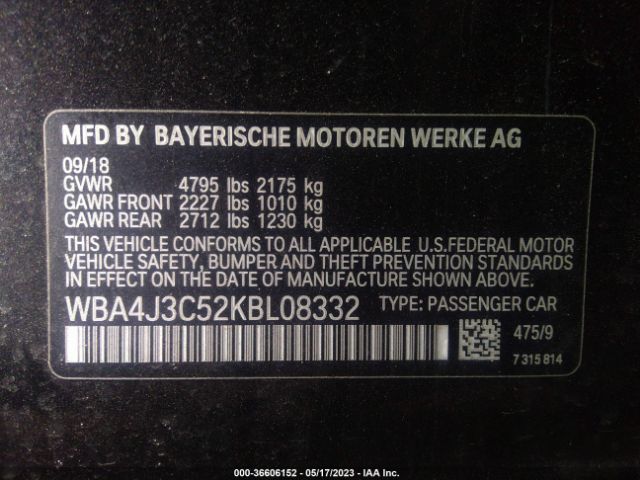 MFD BY BAYERISCHE MOTOREN WERKE AG
09/18
GVWR 4795 lbs 2175 kg
GAWR FRONT 2227 lbs 1010 kg
GAWR REAR 2712 lbs 1230 kg
THIS VEHICLE CONFORMS TO ALL APPLICABLE U.S.FEDERAL MOTOR
VEHICLE SAFETY, BUMPER AND THEFT PREVENTION STANDARDS
IN EFFECT ON THE DATE OF MANUFACTURE SHOWN ABOVE.
WBA4J3C52KBL08332 TYPE: PASSENGER CAR
475/9
7 315 814
000-36606152 - 05/17/2023 - IAA Inc.